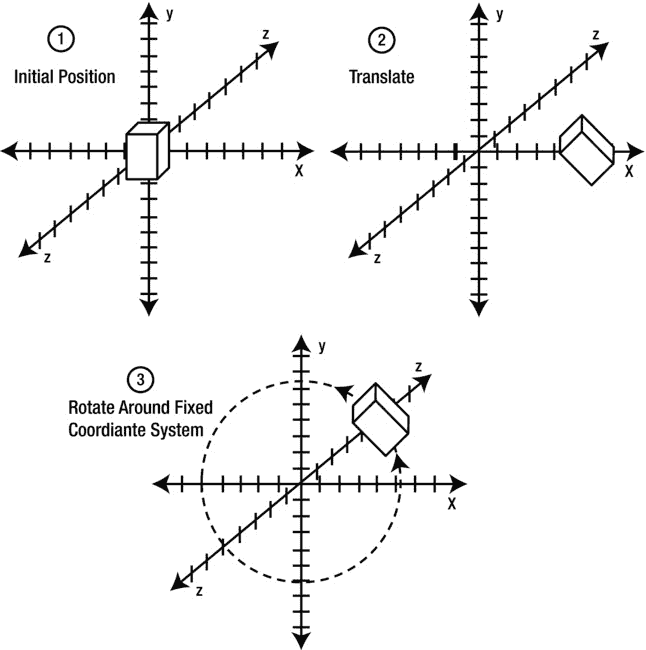 1
Initial Position
y
z
X
z
2
Translate
y
z
X
z
3
Rotate Around Fixed
Coordiante System
y
z
X
z